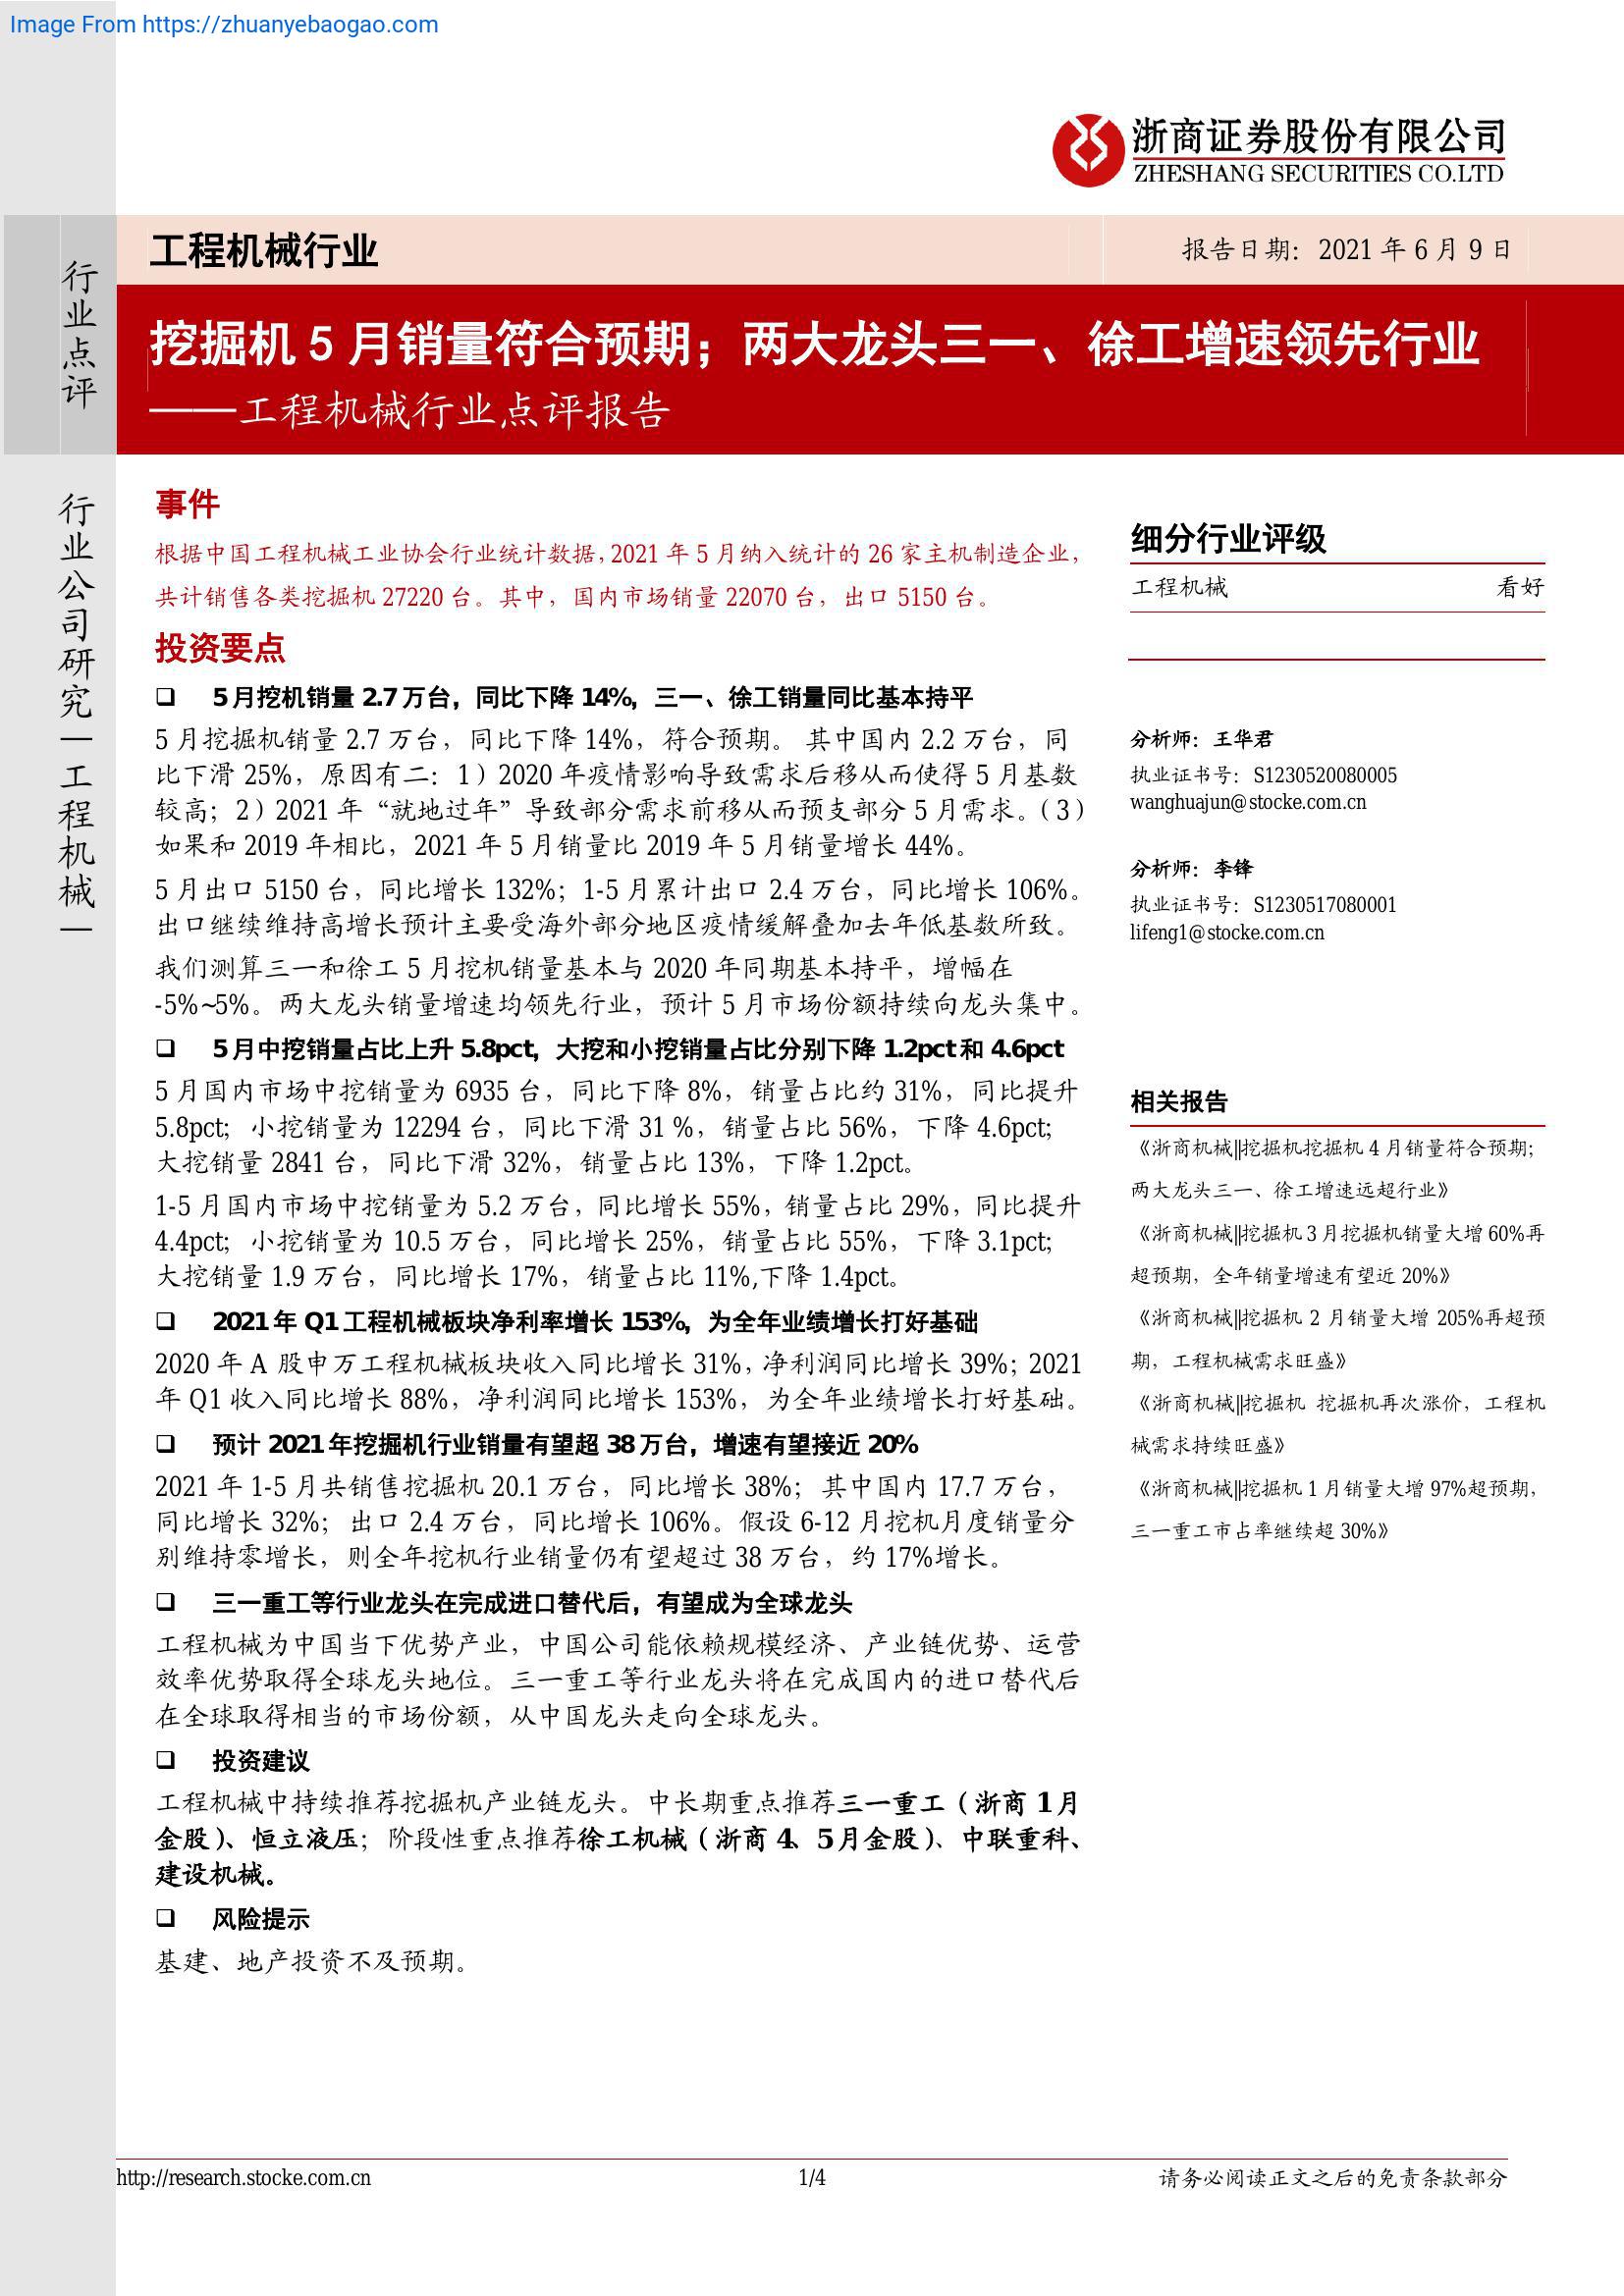 Image From https://zhuanyebaogao.com
浙商证券股份有限公司
ZHESHANG SECURITIES CO.LTD
行业点评
行业公司研究|工程机械|
工程机械行业
报告日期：2021 年 6 月 9 日
挖掘机 5 月销量符合预期；两大龙头三一、徐工增速领先行业
——工程机械行业点评报告
事件
根据中国工程机械工业协会行业统计数据，2021 年 5 月纳入统计的 26 家主机制造企业，
共计销售各类挖掘机 27220 台。其中，国内市场销量 22070 台，出口 5150 台。
投资要点
❑ 5 月挖机销量 2.7 万台，同比下降 14%，三一、徐工销量同比基本持平
5 月挖掘机销量 2.7 万台，同比下降 14%，符合预期。 其中国内 2.2 万台，同
比下滑 25%，原因有二：1）2020 年疫情影响导致需求后移从而使得 5 月基数
较高；2）2021 年“就地过年”导致部分需求前移从而预支部分 5 月需求。（3）
如果和 2019 年相比，2021 年 5 月销量比 2019 年 5 月销量增长 44%。
5 月出口 5150 台，同比增长 132%；1-5 月累计出口 2.4 万台，同比增长 106%。
出口继续维持高增长预计主要受海外部分地区疫情缓解叠加去年低基数所致。
我们测算三一和徐工 5 月挖机销量基本与 2020 年同期基本持平，增幅在
-5%~5%。两大龙头销量增速均领先行业，预计 5 月市场份额持续向龙头集中。
❑ 5 月中挖销量占比上升 5.8pct，大挖和小挖销量占比分别下降 1.2pct 和 4.6pct
5 月国内市场中挖销量为 6935 台，同比下降 8%，销量占比约 31%，同比提升
5.8pct；小挖销量为 12294 台，同比下滑 31 %，销量占比 56%，下降 4.6pct；
大挖销量 2841 台，同比下滑 32%，销量占比 13%，下降 1.2pct。
1-5 月国内市场中挖销量为 5.2 万台，同比增长 55%，销量占比 29%，同比提升
4.4pct；小挖销量为 10.5 万台，同比增长 25%，销量占比 55%，下降 3.1pct；
大挖销量 1.9 万台，同比增长 17%，销量占比 11%,下降 1.4pct。
❑ 2021 年 Q1 工程机械板块净利率增长 153%，为全年业绩增长打好基础
2020 年 A 股申万工程机械板块收入同比增长 31%，净利润同比增长 39%；2021
年 Q1 收入同比增长 88%，净利润同比增长 153%，为全年业绩增长打好基础。
❑ 预计 2021 年挖掘机行业销量有望超 38 万台，增速有望接近 20%
2021 年 1-5 月共销售挖掘机 20.1 万台，同比增长 38%；其中国内 17.7 万台，
同比增长 32%；出口 2.4 万台，同比增长 106%。假设 6-12 月挖机月度销量分
别维持零增长，则全年挖机行业销量仍有望超过 38 万台，约 17%增长。
❑ 三一重工等行业龙头在完成进口替代后，有望成为全球龙头
工程机械为中国当下优势产业，中国公司能依赖规模经济、产业链优势、运营
效率优势取得全球龙头地位。三一重工等行业龙头将在完成国内的进口替代后
在全球取得相当的市场份额，从中国龙头走向全球龙头。
❑ 投资建议
工程机械中持续推荐挖掘机产业链龙头。中长期重点推荐三一重工（浙商 1 月
金股）、恒立液压；阶段性重点推荐徐工机械（浙商 4、5 月金股）、中联重科、
建设机械。
❑ 风险提示
基建、地产投资不及预期。
细分行业评级
工程机械 看好
分析师：王华君
执业证书号：S1230520080005
wanghuajun@stocke.com.cn
分析师：李锋
执业证书号：S1230517080001
lifeng1@stocke.com.cn
相关报告
《浙商机械||挖掘机挖掘机 4 月销量符合预期；
两大龙头三一、徐工增速远超行业》
《浙商机械||挖掘机 3 月挖掘机销量大增 60%再
超预期，全年销量增速有望近 20%》
《浙商机械||挖掘机 2 月销量大增 205%再超预
期，工程机械需求旺盛》
《浙商机械||挖掘机 挖掘机再次涨价，工程机
械需求持续旺盛》
《浙商机械||挖掘机 1 月销量大增 97%超预期，
三一重工市占率继续超 30%》
http://research.stocke.com.cn
1/4
请务必阅读正文之后的免责条款部分